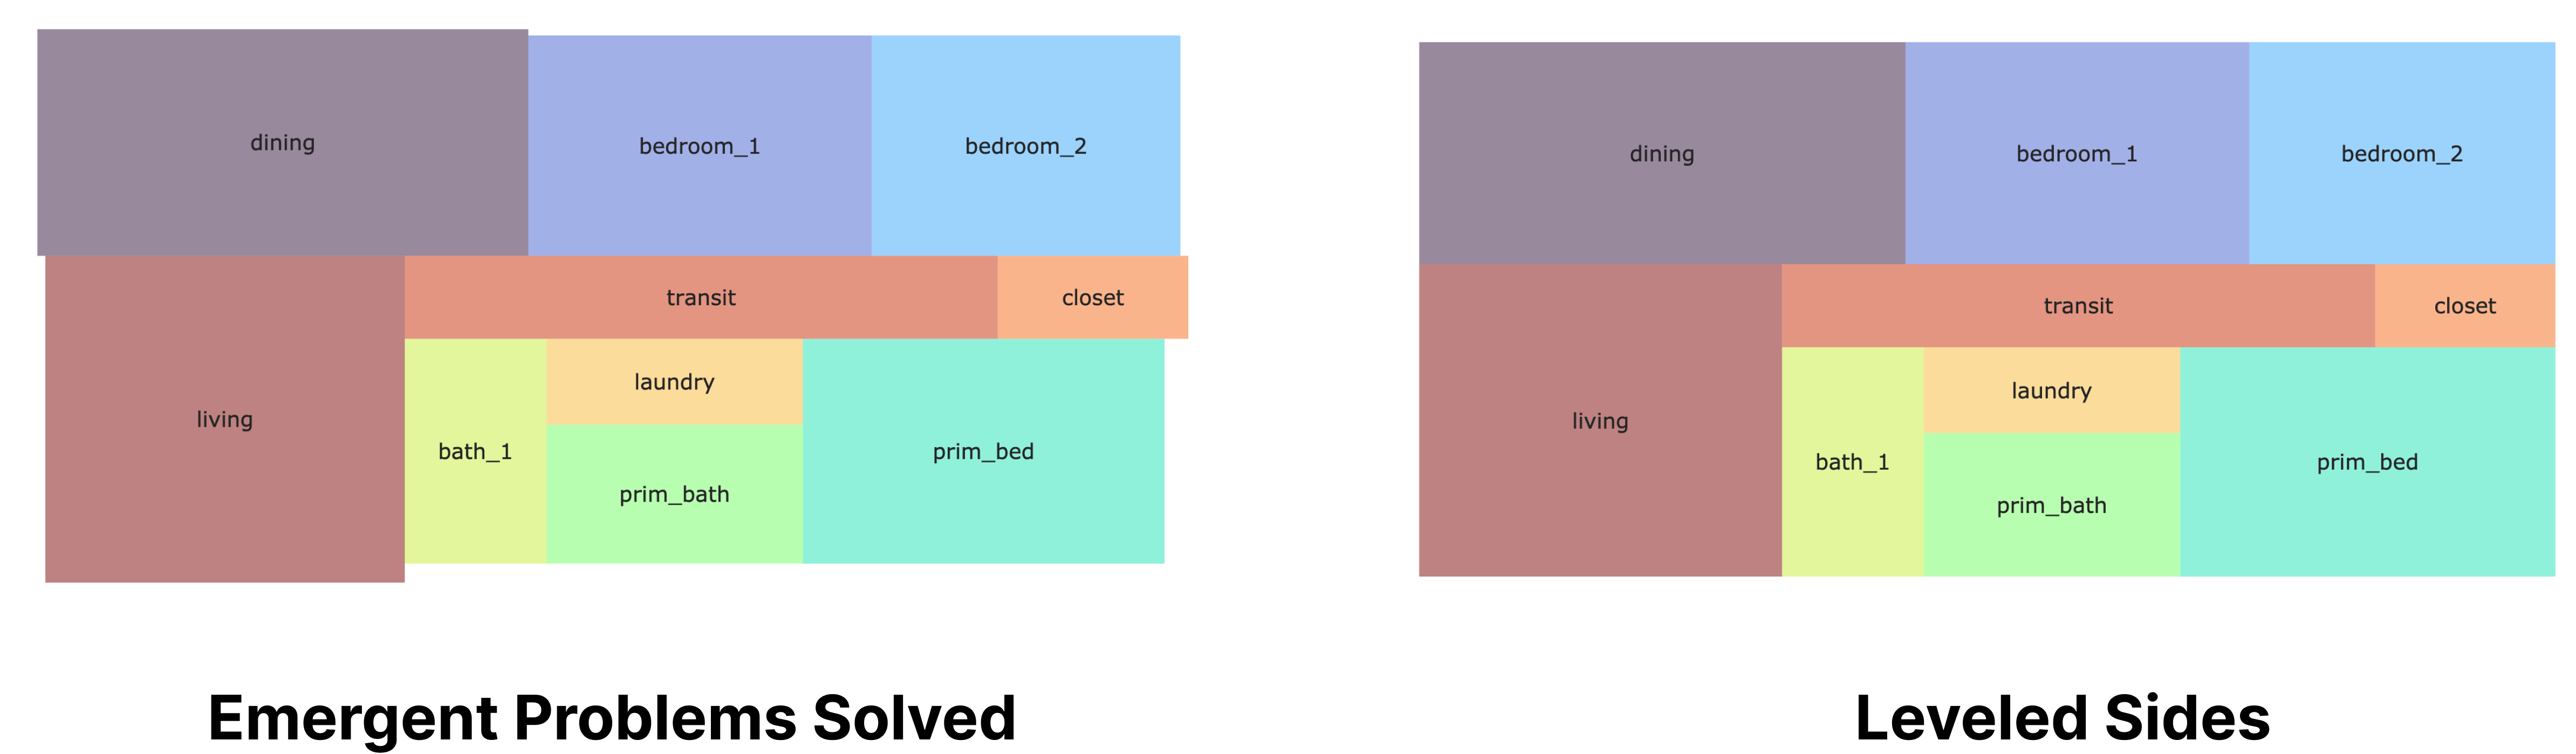 dining
bedroom_1
bedroom_2
transit
closet
laundry
living
bath_1
prim_bed
prim_bath
Emergent Problems Solved
dining
bedroom_1
bedroom_2
transit
closet
laundry
living
bath_1
prim_bed
prim_bath
Leveled Sides